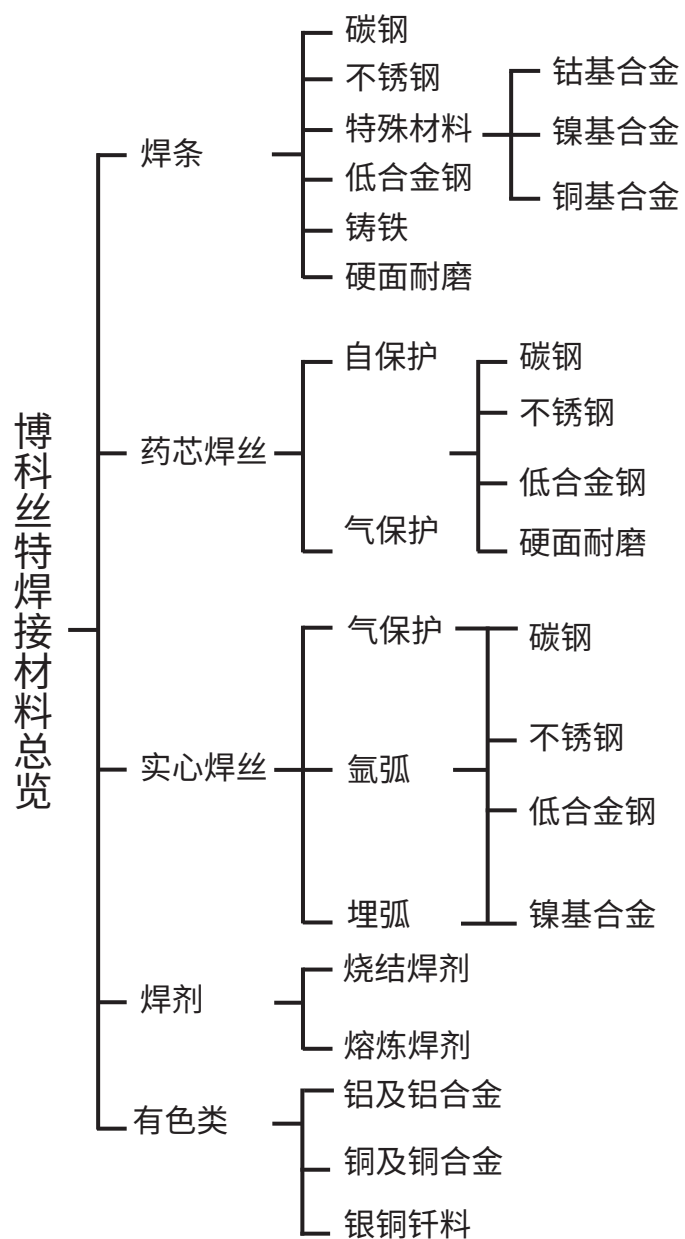 博科丝特焊接材料总览
焊条
碳钢
不锈钢
特殊材料
钴基合金
镍基合金
铜基合金
低合金钢
铸铁
硬面耐磨
药芯焊丝
自保护
气保护
碳钢
不锈钢
低合金钢
硬面耐磨
实心焊丝
气保护
氩弧
埋弧
碳钢
不锈钢
低合金钢
镍基合金
焊剂
烧结焊剂
熔炼焊剂
有色类
铝及铝合金
铜及铜合金
银铜钎料